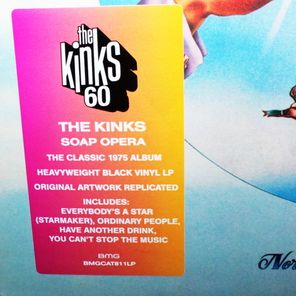 the
kinks
60
THE KINKS
SOAP OPERA
THE CLASSIC 1975 ALBUM
HEAVYWEIGHT BLACK VINYL LP
ORIGINAL ARTWORK REPLICATED
INCLUDES:
EVERYBODY'S A STAR
(STARMAKER), ORDINARY PEOPLE,
HAVE ANOTHER DRINK,
YOU CAN'T STOP THE MUSIC
BMG
BMGCAT811LP